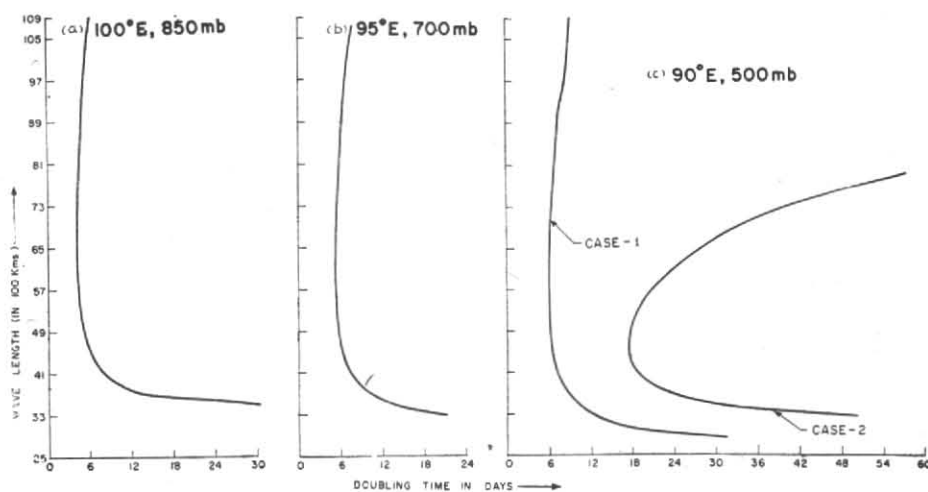 (a) 100°E, 850mb
(b) 95°E, 700mb
(c) 90°E, 500mb
109
105
97
89
81
73
65
57
49
41
33
25
WAVE LENGTH (IN 100 Kms)
CASE-1
CASE-2
0 6 12 18 24 30
0 6 12 18 24
0 6 12 18 24 30 36 42 48 54 60
DOUBLING TIME IN DAYS